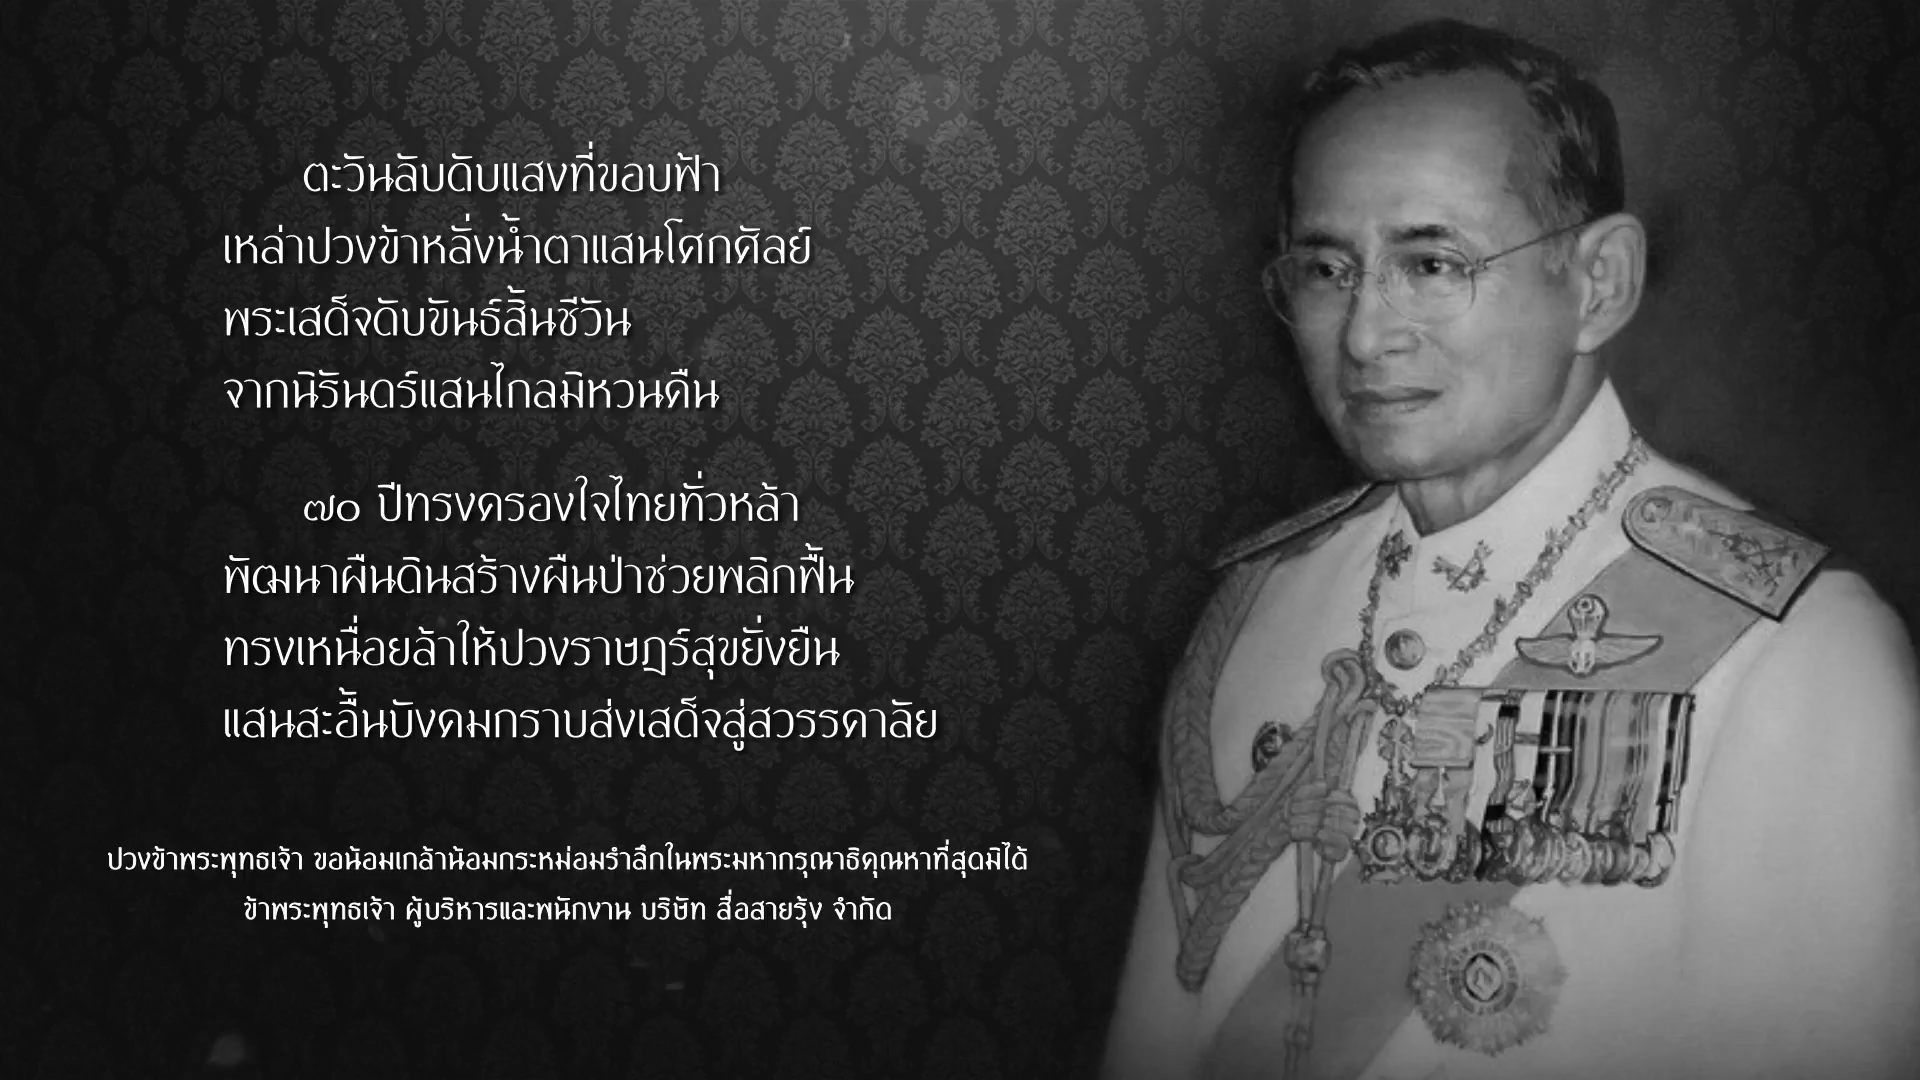 ตะวันลับดับแสงที่ขอบฟ้า
เหล่าปวงข้าหลั่งน้ำตาแสนโศกศัลย์
พระเสด็จดับขันธ์สิ้นชีวัน
จากนิรันดร์แสนไกลมิหวนคืน
๗๐ ปีทรงครองใจไทยทั่วหล้า
พัฒนาผืนดินสร้างผืนป่าช่วยพลิกฟื้น
ทรงเหนื่อยล้าให้ปวงราษฎร์สุขยั่งยืน
แสนสะอื้นบังคมกราบส่งเสด็จสู่สวรรคาลัย
ปวงข้าพระพุทธเจ้า ขอน้อมเกล้าน้อมกระหม่อมรำลึกในพระมหากรุณาธิคุณหาที่สุดมิได้
ข้าพระพุทธเจ้า ผู้บริหารและพนักงาน บริษัท สื่อสายรุ้ง จำกัด